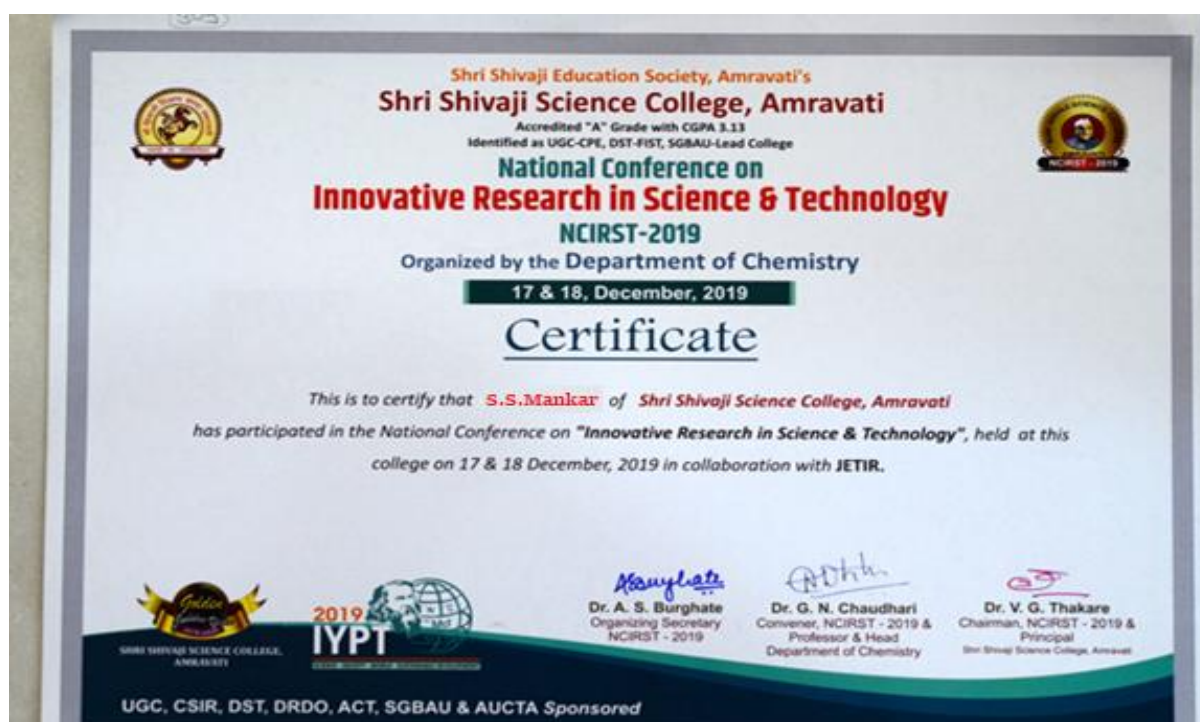 305
Shri Shivaji Education Society, Amravati's
Shri Shivaji Science College, Amravati
Accredited "A" Grade with CGPA 3.13
Identified as UGC-CPE, DST-FIST, SGBAU-Lead College
National Conference on
Innovative Research in Science & Technology
NCIRST-2019
Organized by the Department of Chemistry
17 & 18, December, 2019
Certificate
This is to certify that S.S.Mankar of Shri Shivaji Science College, Amravati
has participated in the National Conference on "Innovative Research in Science & Technology", held at this
college on 17 & 18 December, 2019 in collaboration with JETIR.
NCIRST - 2019
Golden
SHRI SHIVAJI SCIENCE COLLEGE,
AMRAVATI
2019
IYPT
Md
Dr. A. S. Burghate
Organizing Secretary
NCIRST - 2019
Dr. G. N. Chaudhari
Convener, NCIRST - 2019 &
Professor & Head
Department of Chemistry
Dr. V. G. Thakare
Chairman, NCIRST - 2019 &
Principal
Shri Shivaji Science College, Amravati
UGC, CSIR, DST, DRDO, ACT, SGBAU & AUCTA Sponsored